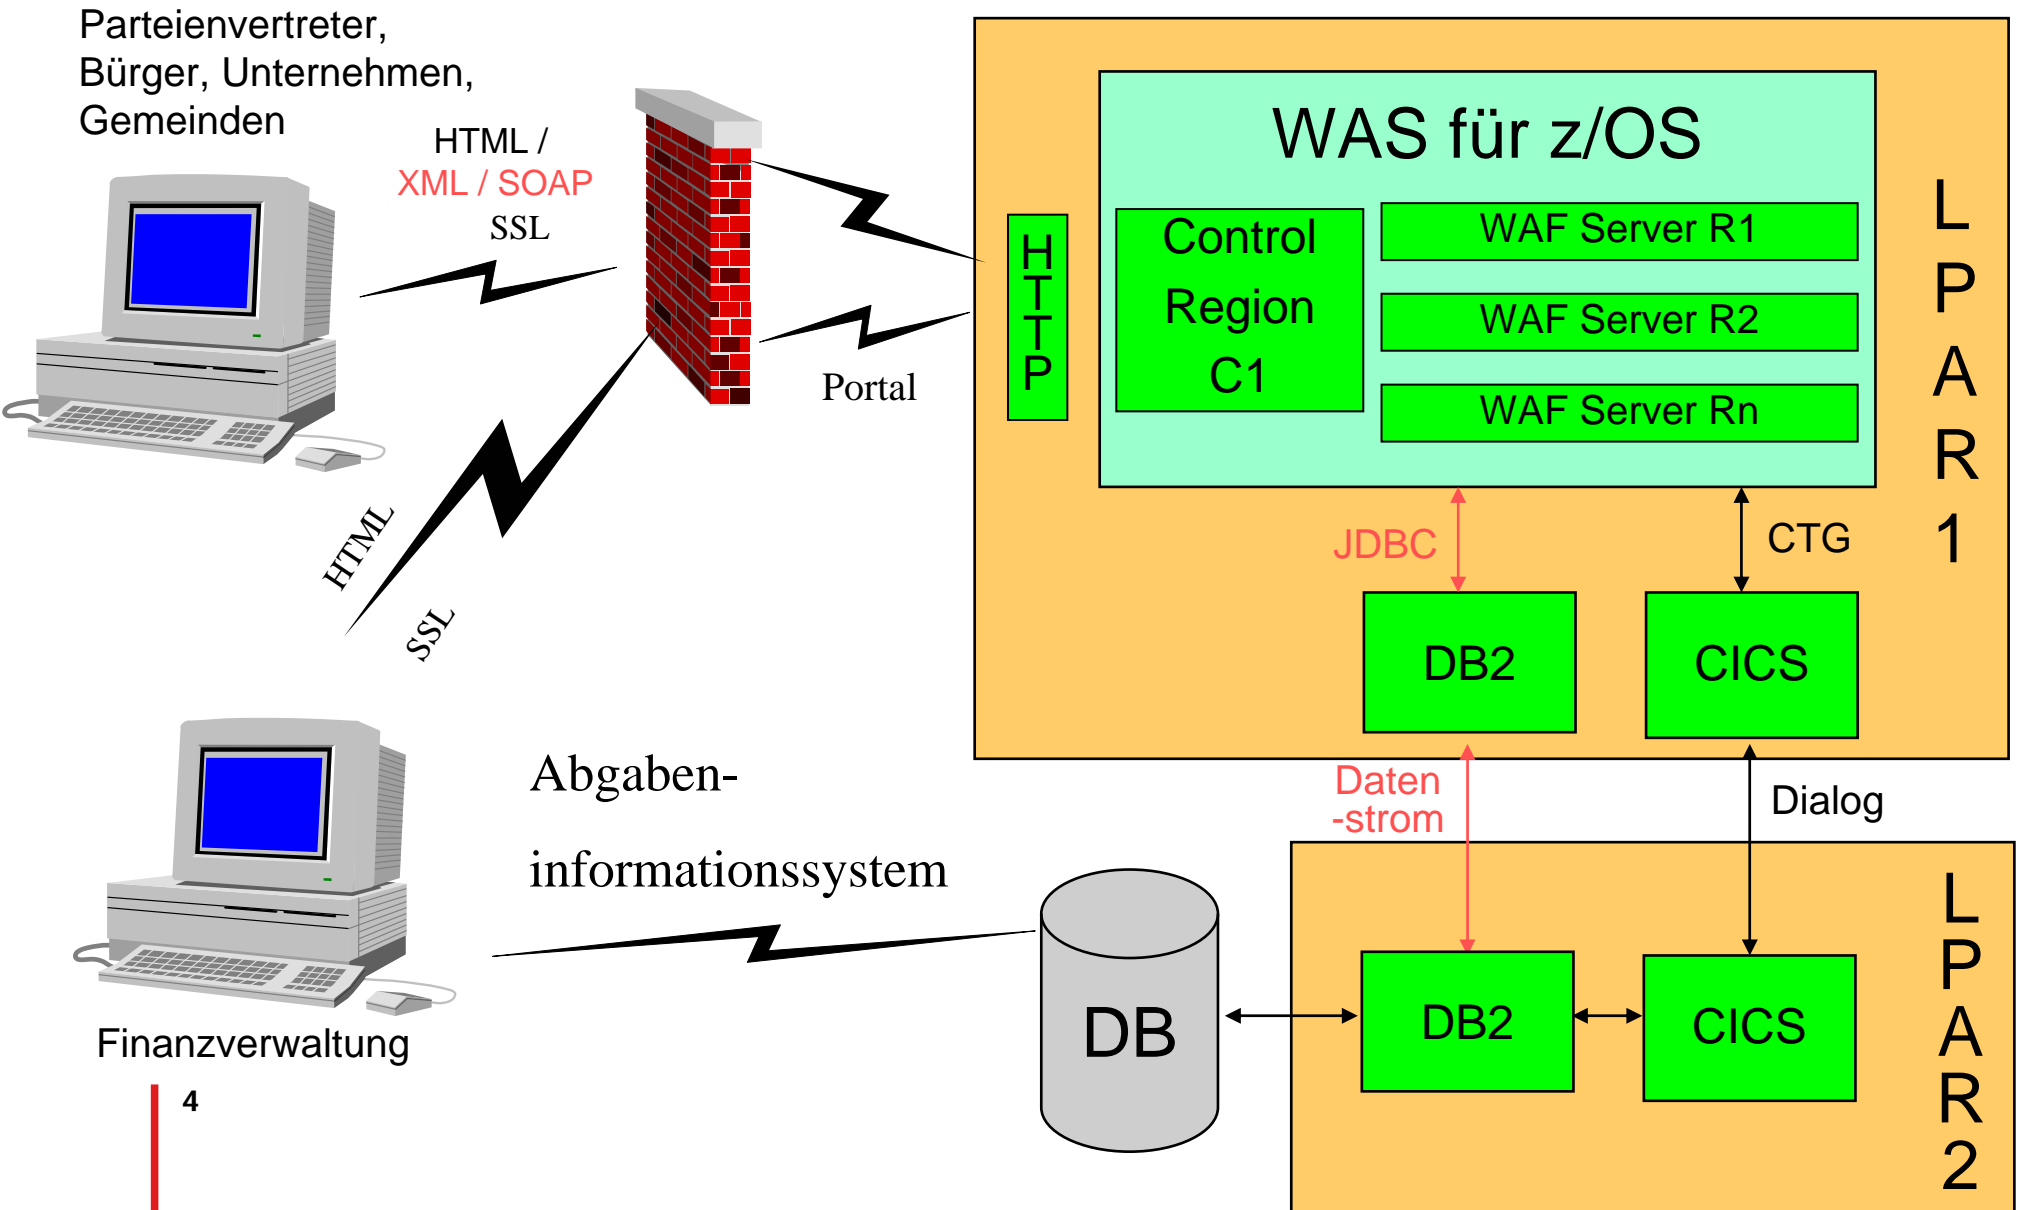 Parteienvertreter,
Bürger, Unternehmen,
Gemeinden
HTML /
XML / SOAP
SSL
HTML
SSL
Portal
HTTP
WAS für z/OS
Control
Region
C1
WAF Server R1
WAF Server R2
WAF Server Rn
LPAR1
JDBC
CTG
DB2
CICS
Daten
-strom
Dialog
Abgaben-
informationssystem
DB
DB2
CICS
LPAR2
Finanzverwaltung
4